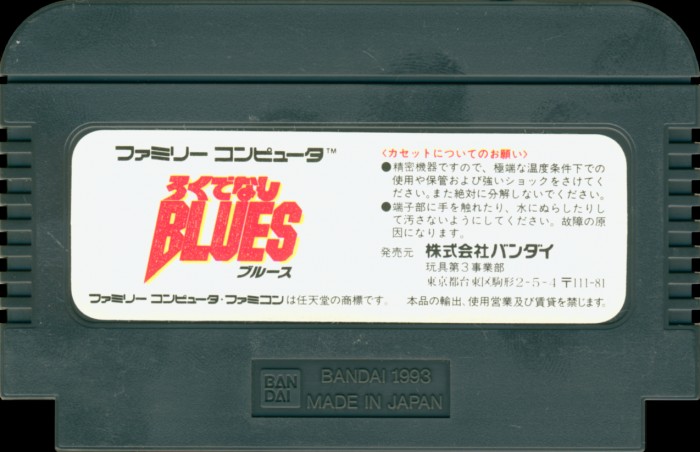 ファミリー コンピュータ™
ろくでなし
BLUES
ブルース
〈カセットについてのお願い〉
●精密機器ですので、極端な温度条件下での
使用や保管および強いショックをさけてく
ださい。また絶対に分解しないでください。
●端子部に手を触れたり、水にぬらしたりし
て汚さないようにしてください。故障の原
因になります。
発売元 株式会社バンダイ
玩具第3事業部
東京都台東区駒形2-5-4 〒111-81
ファミリー コンピュータ・ファミコンは任天堂の商標です。 本品の輸出、使用営業及び賃貸を禁じます。
BAN
DAI
BANDAI 1993
MADE IN JAPAN